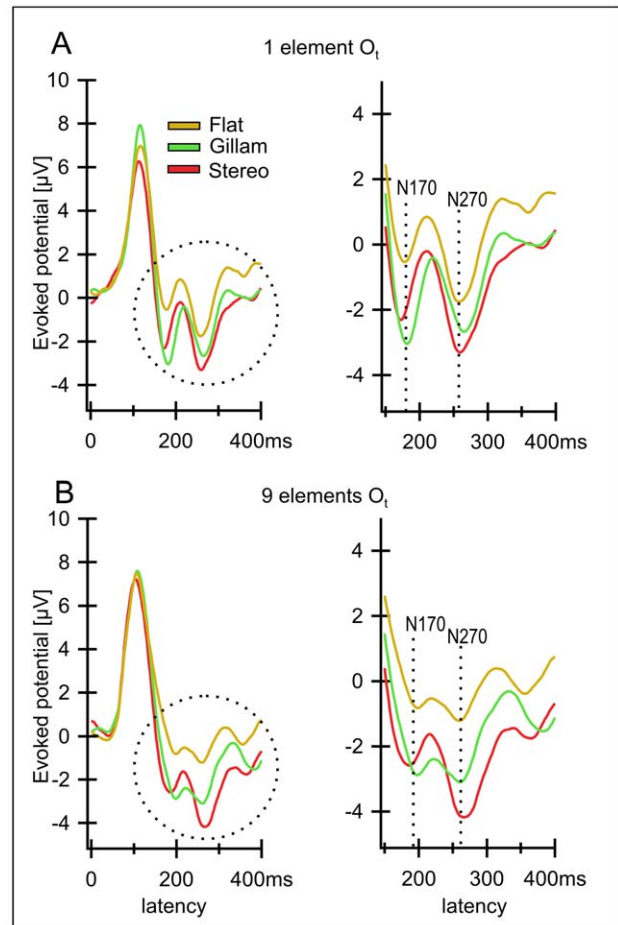 A
1 element Ot
10
8
6
4
2
0
-2
-4
Evoked potential [µV]
Flat
Gillam
Stereo
0
200
400ms
4
2
0
-2
-4
N170
N270
200
300
400ms
B
9 elements Ot
10
8
6
4
2
0
-2
-4
Evoked potential [µV]
0
200
400ms
latency
4
2
0
-2
-4
N170
N270
200
300
400ms
latency